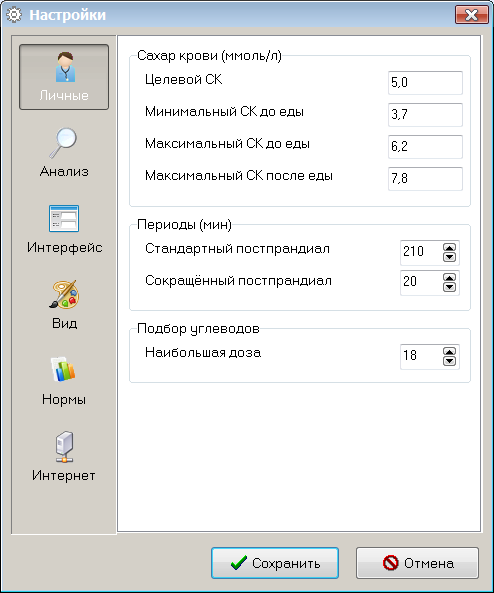 Настройки
Личные
Анализ
Интерфейс
Вид
Нормы
Интернет
Сахар крови (ммоль/л)
Целевой СК 5,0
Минимальный СК до еды 3,7
Максимальный СК до еды 6,2
Максимальный СК после еды 7,8
Периоды (мин)
Стандартный постпрандиал 210
Сокращённый постпрандиал 20
Подбор углеводов
Наибольшая доза 18
Сохранить Отмена